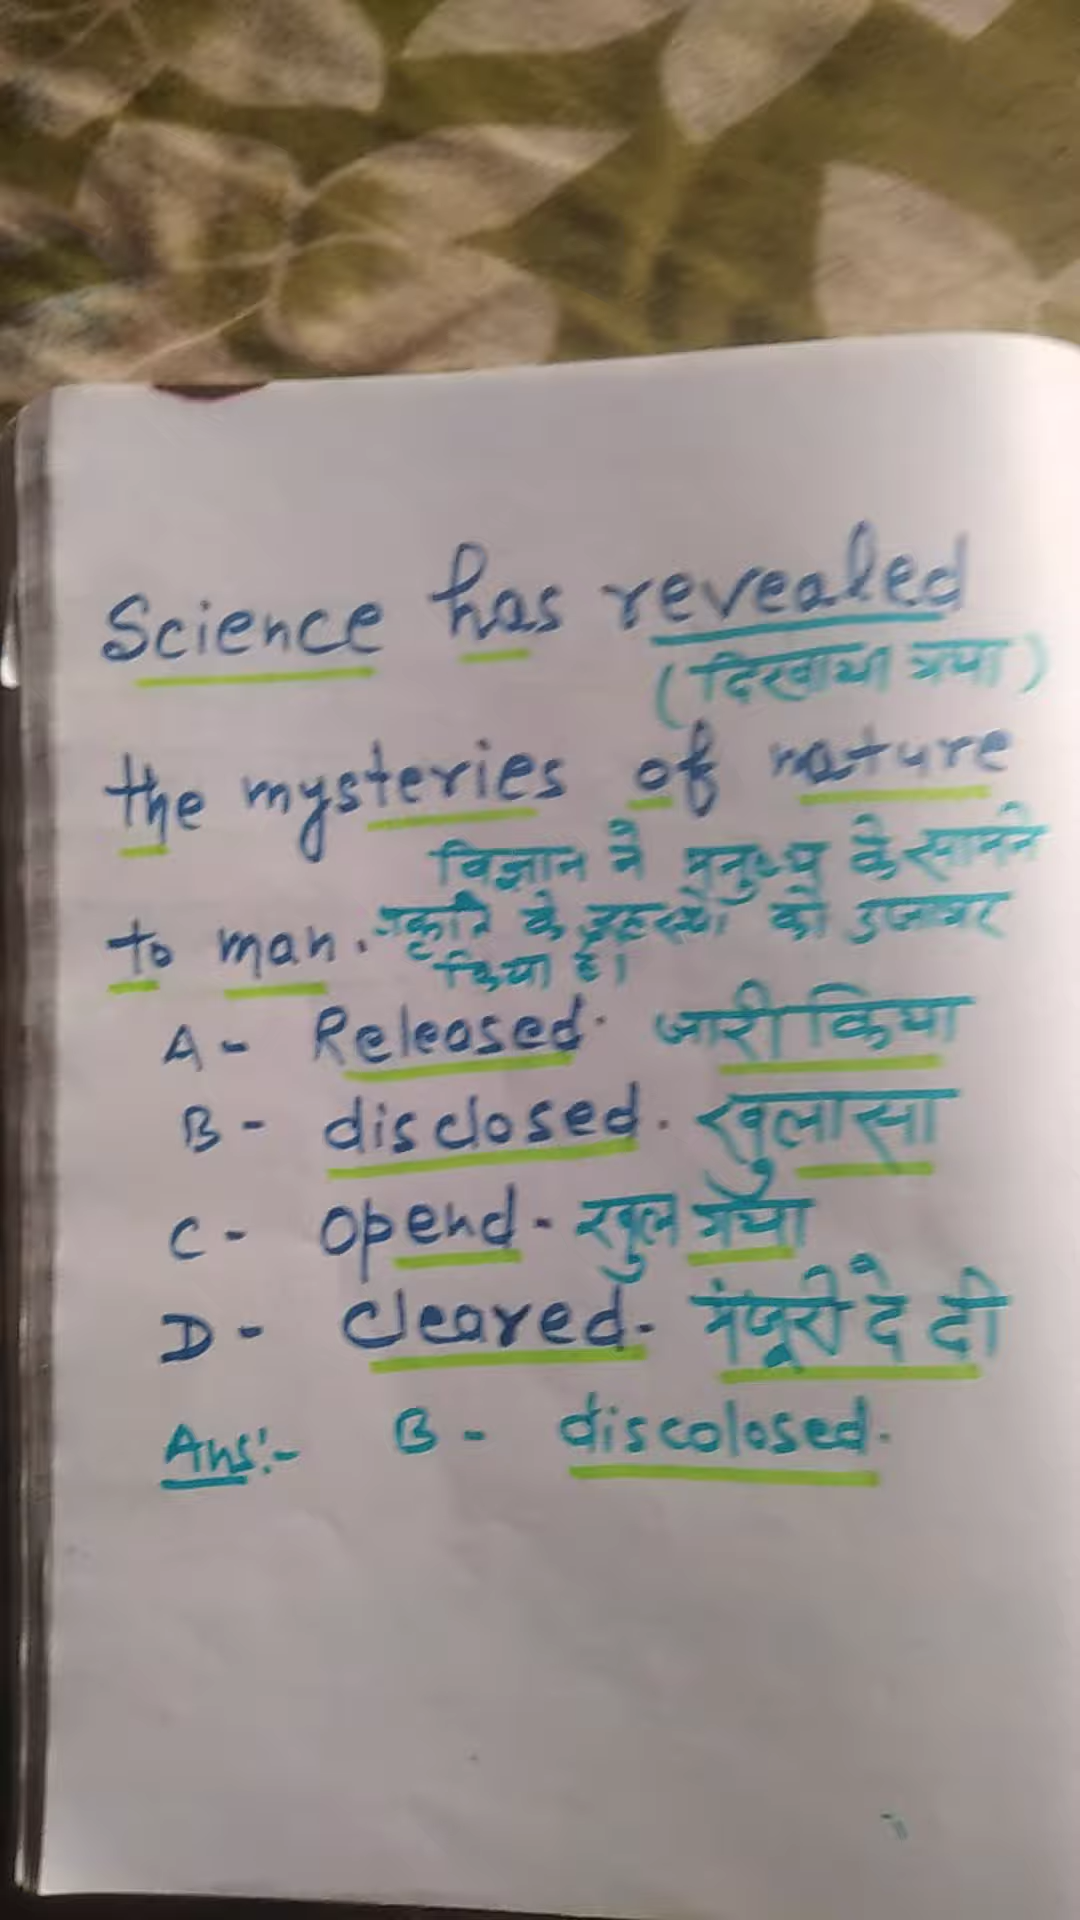 Science has revealed
(दिखाया गया)
the mysteries of nature
विज्ञान ने मनुष्य के सामने
to man. प्रकृति के रहस्यों को उजागर
किया है।
A- Released. जारी किया
B- disclosed. खुलासा
C- opend - खुल गया
D- Cleared- मंजूरी दे दी
Ans:- B- discolosed.